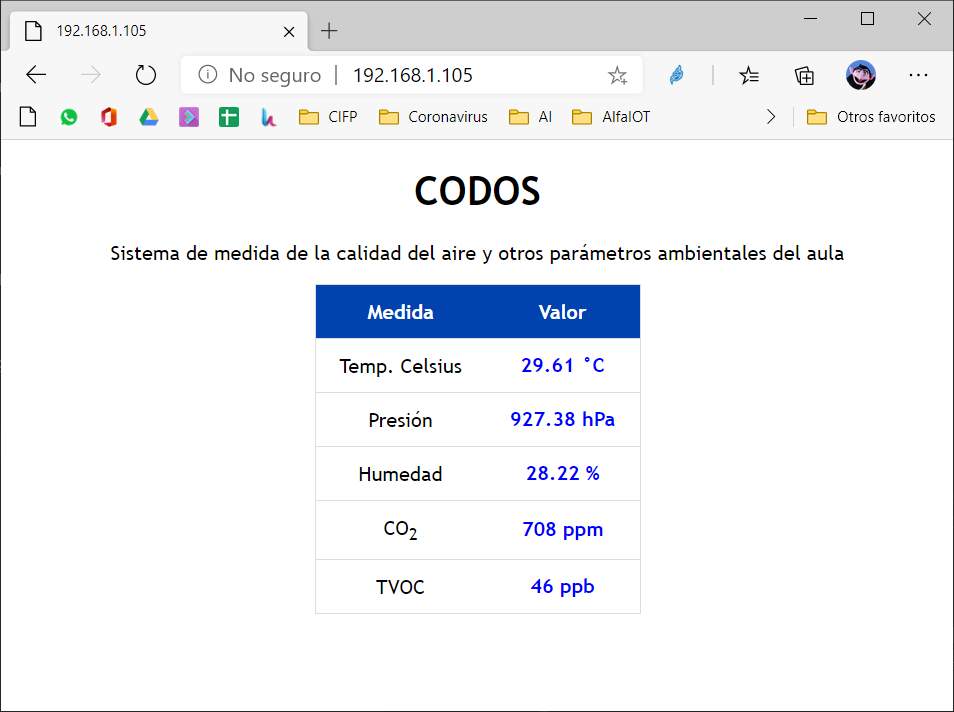 192.168.1.105
No seguro | 192.168.1.105
CIFP Coronavirus AI AlfaIOT Otros favoritos
CODOS
Sistema de medida de la calidad del aire y otros parámetros ambientales del aula
Medida Valor
Temp. Celsius 29.61 °C
Presión 927.38 hPa
Humedad 28.22 %
CO₂ 708 ppm
TVOC 46 ppb